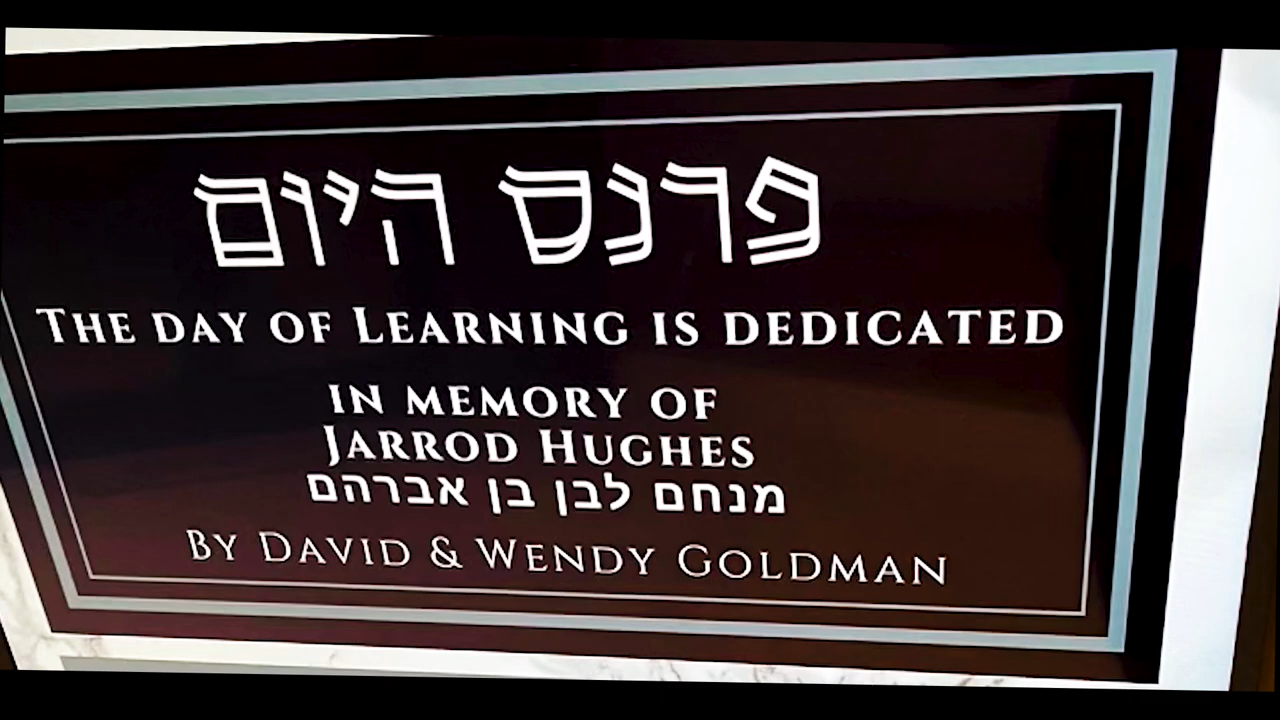 פרנס היום
The day of Learning is dedicated
in memory of
Jarrod Hughes
מנחם לבן בן אברהם
By David & Wendy Goldman